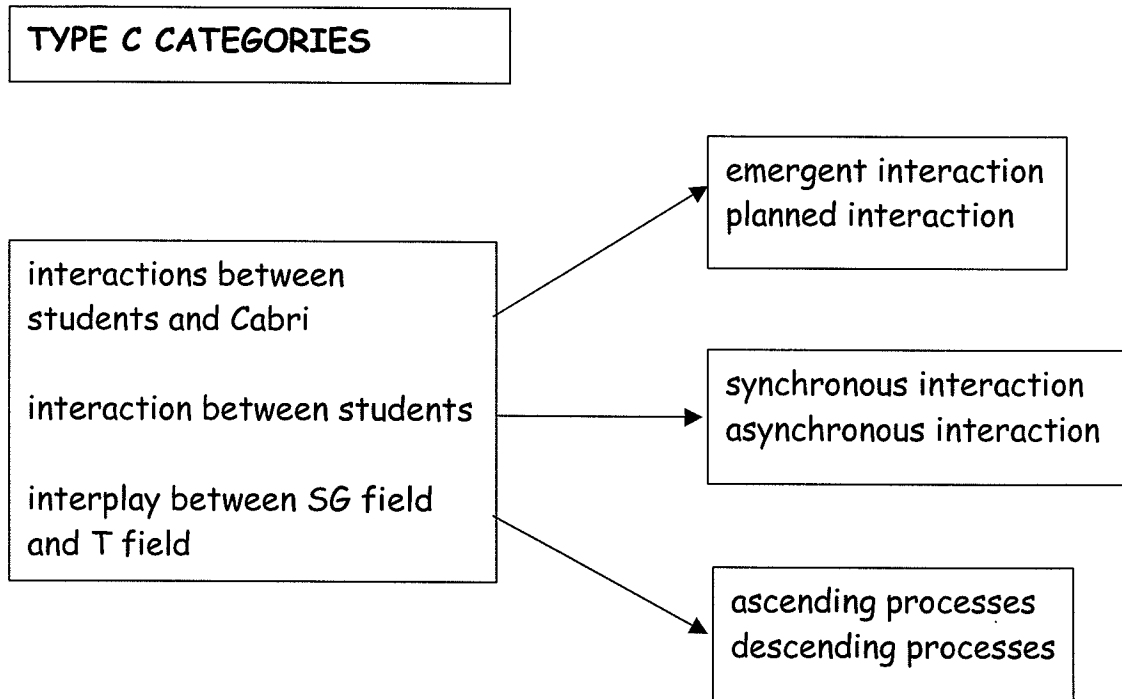 TYPE C CATEGORIES
emergent interaction
planned interaction
interactions between
students and Cabri
interaction between students
interplay between SG field
and T field
synchronous interaction
asynchronous interaction
ascending processes
descending processes